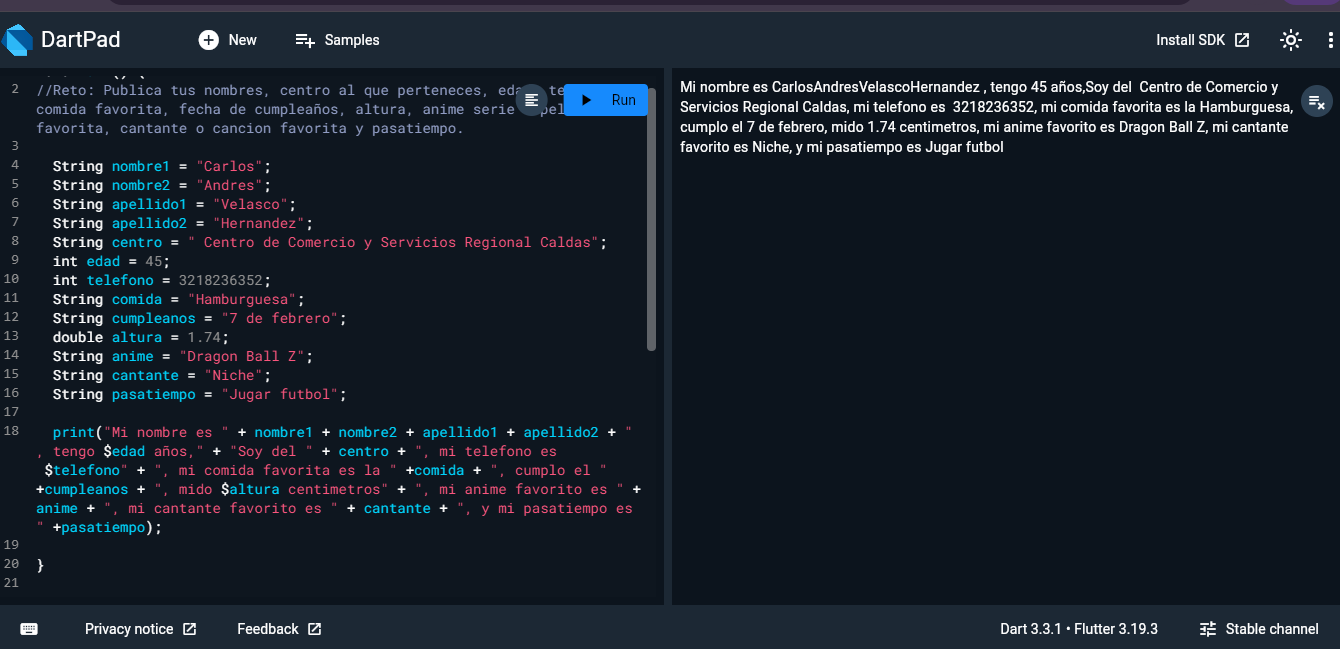 DartPad
New
Samples
Install SDK
2 //Reto: Publica tus nombres, centro al que perteneces,
comida favorita, fecha de cumpleaños, altura, anime serie
favorita, cantante o cancion favorita y pasatiempo.
Run
3
4 String nombre1 = "Carlos";
5 String nombre2 = "Andres";
6 String apellido1 = "Velasco";
7 String apellido2 = "Hernandez";
8 String centro = " Centro de Comercio y Servicios Regional Caldas";
9 int edad = 45;
10 int telefono = 3218236352;
11 String comida = "Hamburguesa";
12 String cumpleanos = "7 de febrero";
13 double altura = 1.74;
14 String anime = "Dragon Ball Z";
15 String cantante = "Niche";
16 String pasatiempo = "Jugar futbol";
17
18 print("Mi nombre es " + nombre1 + nombre2 + apellido1 + apellido2 + "
, tengo $edad años," + "Soy del " + centro + ", mi telefono es
$telefono" + ", mi comida favorita es la " +comida + ", cumplo el "
+cumpleanos + ", mido $altura centimetros" + ", mi anime favorito es " +
anime + ", mi cantante favorito es " + cantante + ", y mi pasatiempo es
" +pasatiempo);
19
20 }
21
Mi nombre es CarlosAndresVelascoHernandez , tengo 45 años,Soy del  Centro de Comercio y
Servicios Regional Caldas, mi telefono es  3218236352, mi comida favorita es la Hamburguesa,
cumplo el 7 de febrero, mido 1.74 centimetros, mi anime favorito es Dragon Ball Z, mi cantante
favorito es Niche, y mi pasatiempo es Jugar futbol
Privacy notice
Feedback
Dart 3.3.1 • Flutter 3.19.3
Stable channel